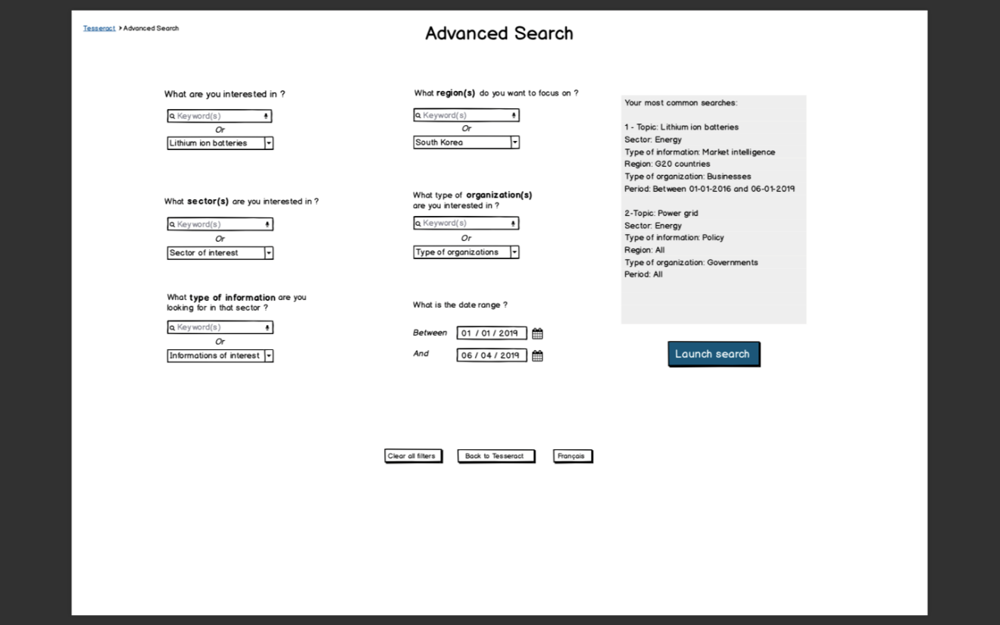 Tesseract > Advanced Search
Advanced Search
What are you interested in ?
Keyword(s)
Or
Lithium ion batteries
What sector(s) are you interested in ?
Keyword(s)
Or
Sector of interest
What type of information are you
looking for in that sector ?
Keyword(s)
Or
Informations of interest
What region(s) do you want to focus on ?
Keyword(s)
Or
South Korea
What type of organization(s)
are you interested in ?
Keyword(s)
Or
Type of organizations
What is the date range ?
Between 01 / 01 / 2019
And 06 / 04 / 2019
Your most common searches:
1 - Topic: Lithium ion batteries
Sector: Energy
Type of information: Market intelligence
Region: G20 countries
Type of organization: Businesses
Period: Between 01-01-2016 and 06-01-2019
2-Topic: Power grid
Sector: Energy
Type of information: Policy
Region: All
Type of organization: Governments
Period: All
Launch search
Clear all filters
Back to Tesseract
Français